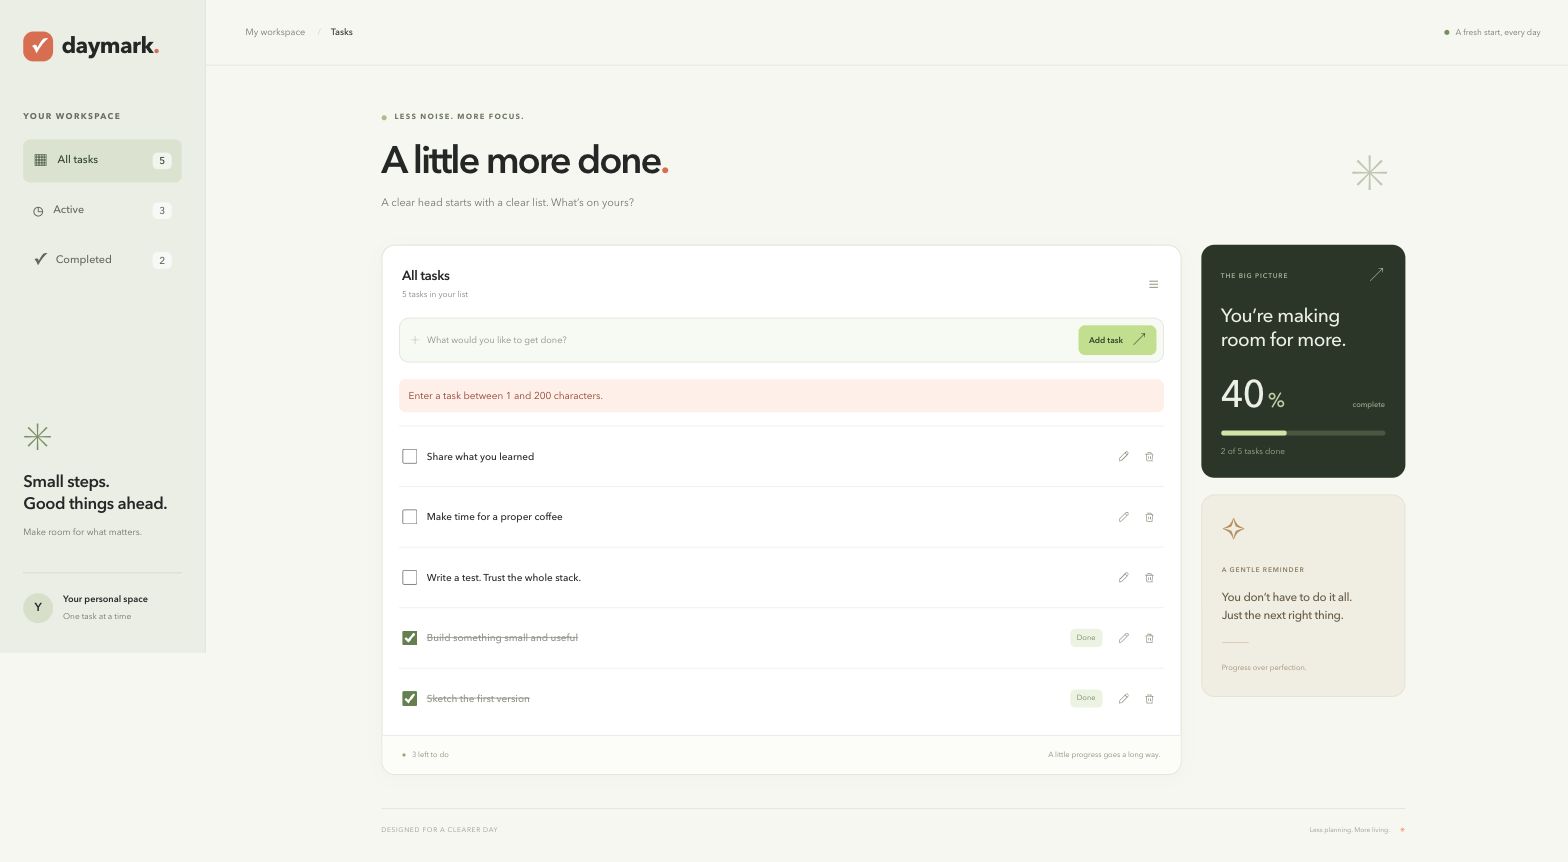 daymark.
YOUR WORKSPACE
All tasks 5
Active 3
Completed 2
Small steps.
Good things ahead.
Make room for what matters.
Y
Your personal space
One task at a time
My workspace / Tasks
A fresh start, every day
LESS NOISE. MORE FOCUS.
A little more done.
A clear head starts with a clear list. What's on yours?
All tasks
5 tasks in your list
+ What would you like to get done?
Add task
Enter a task between 1 and 200 characters.
Share what you learned
Make time for a proper coffee
Write a test. Trust the whole stack.
Build something small and useful Done
Sketch the first version Done
3 left to do
A little progress goes a long way.
THE BIG PICTURE
You're making
room for more.
40 % complete
2 of 5 tasks done
A GENTLE REMINDER
You don't have to do it all.
Just the next right thing.
Progress over perfection.
DESIGNED FOR A CLEARER DAY
Less planning. More living.